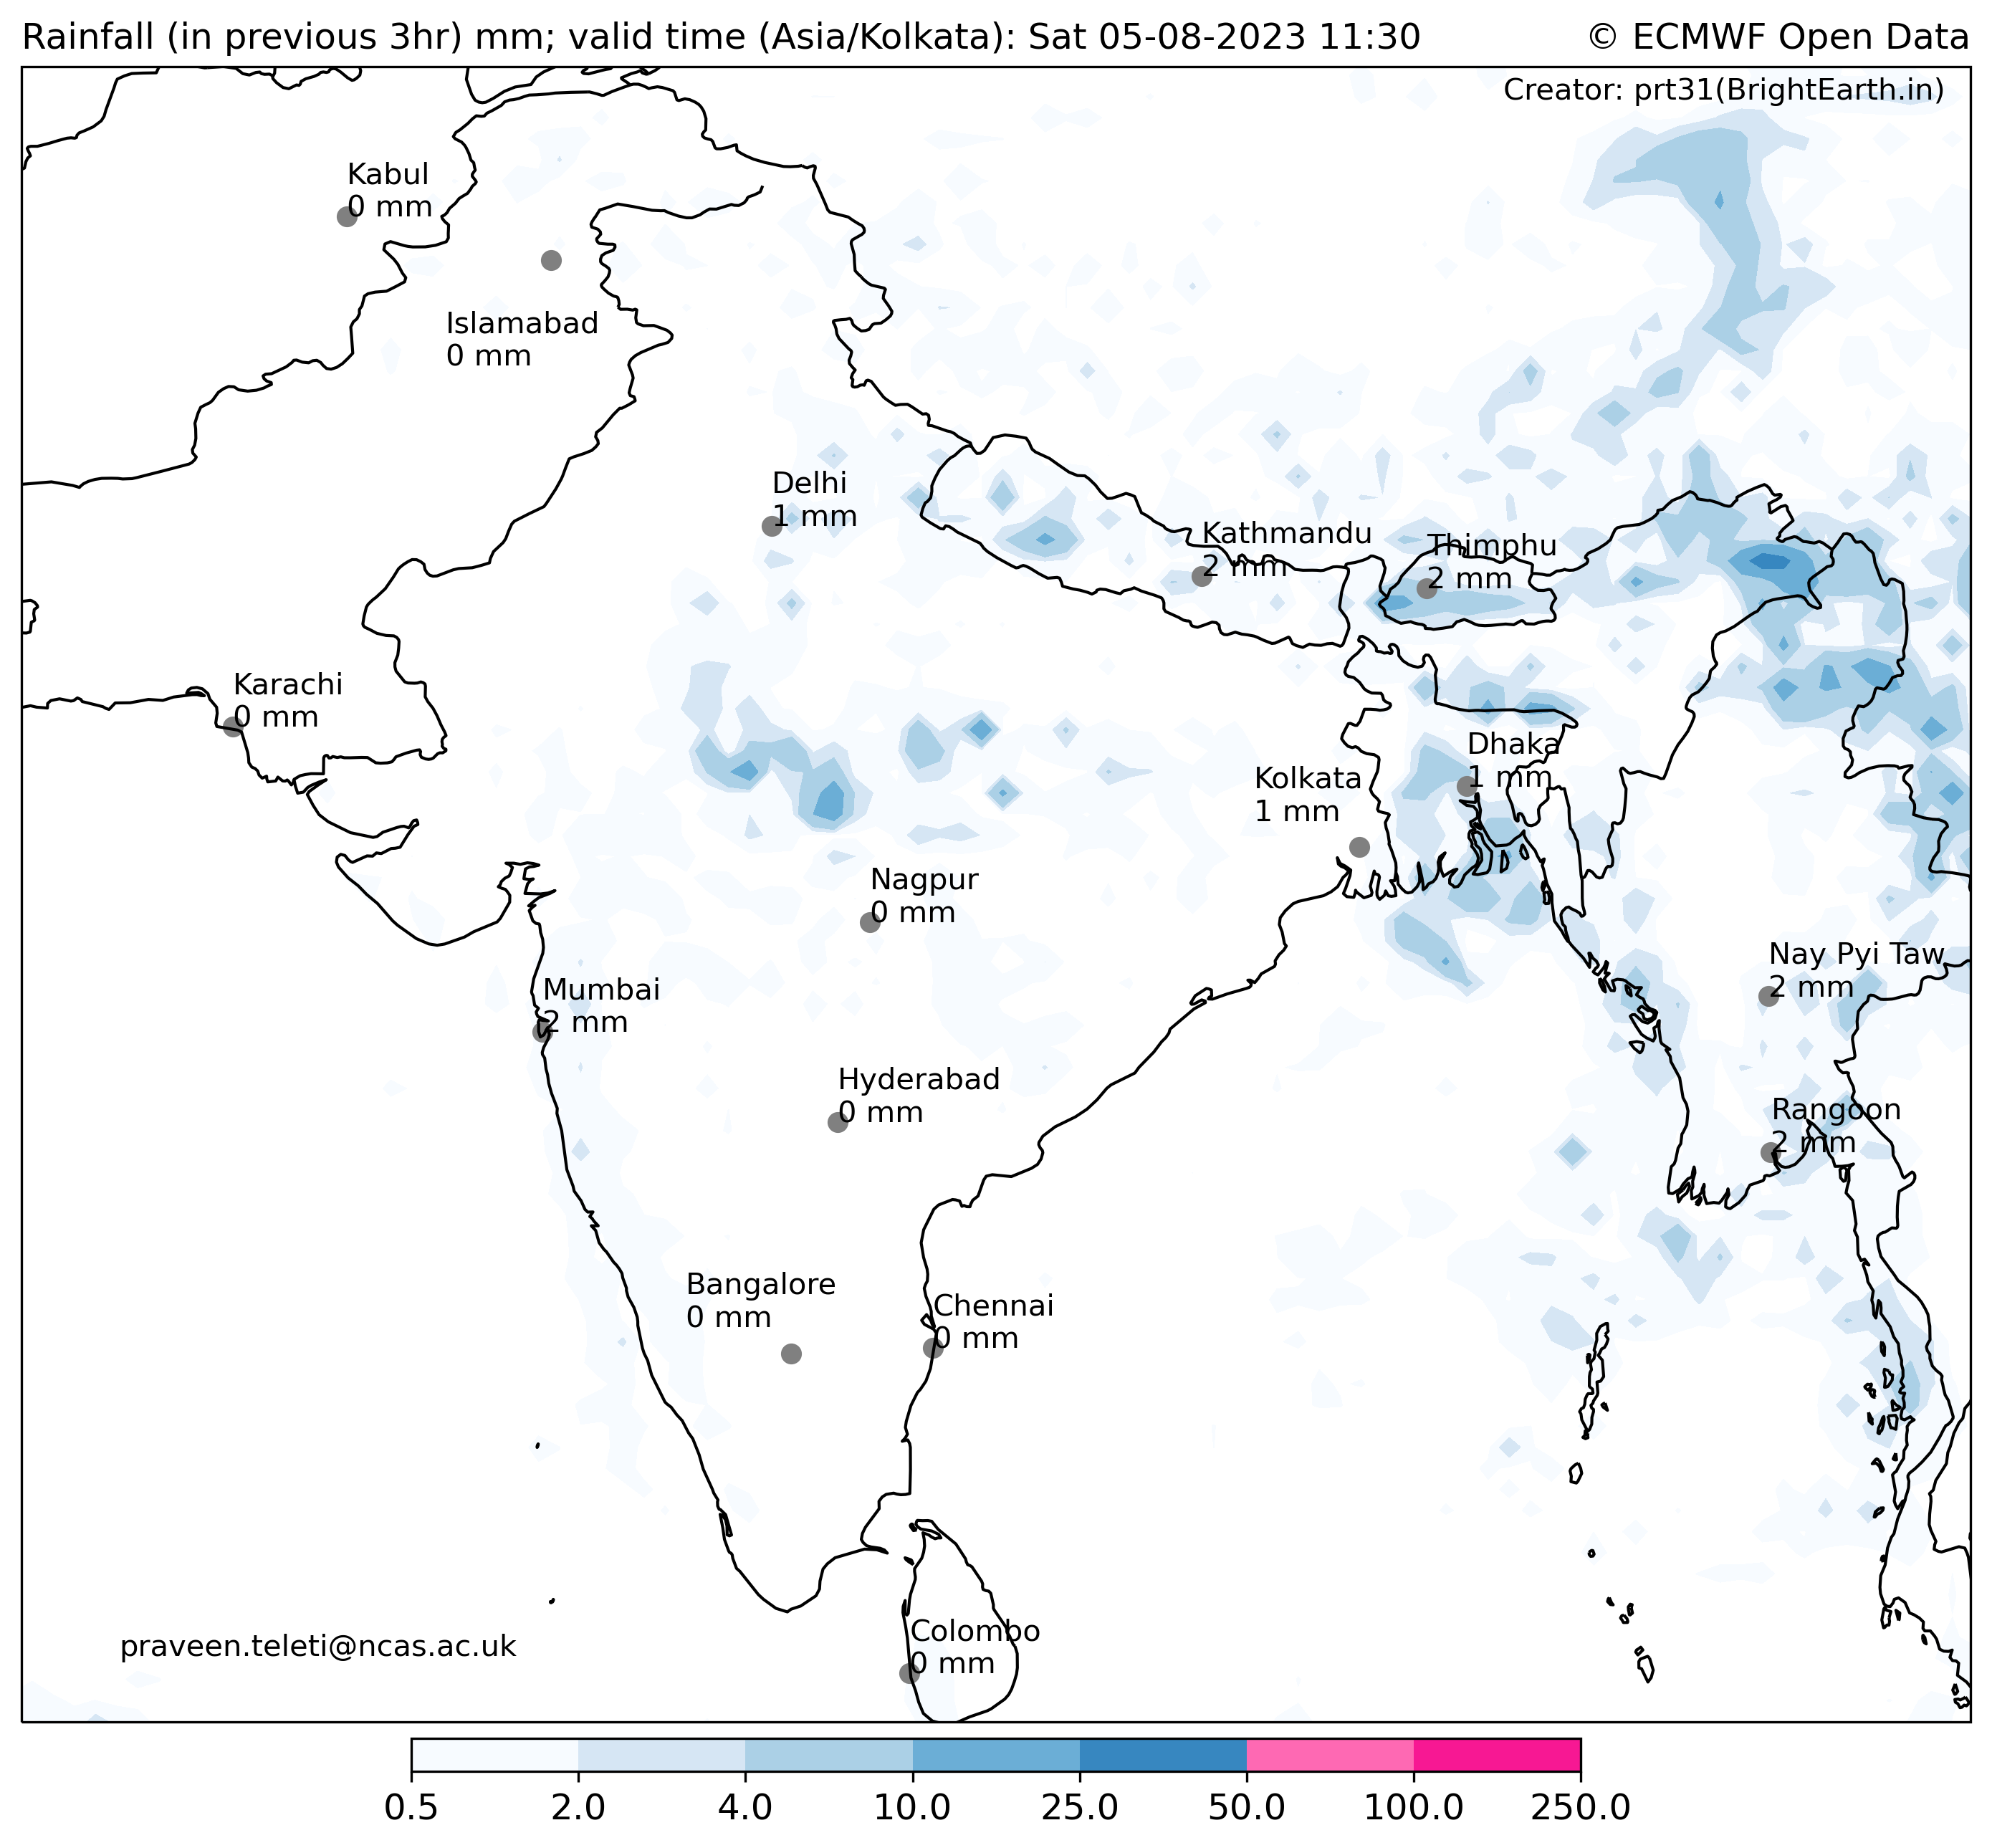 Rainfall (in previous 3hr) mm; valid time (Asia/Kolkata): Sat 05-08-2023 11:30
© ECMWF Open Data
Creator: prt31(BrightEarth.in)
Kabul
0 mm
Islamabad
0 mm
Delhi
1 mm
Kathmandu
2 mm
Thimphu
2 mm
Karachi
0 mm
Dhaka
1 mm
Kolkata
1 mm
Nagpur
0 mm
Nay Pyi Taw
2 mm
Mumbai
2 mm
Hyderabad
0 mm
Rangoon
2 mm
Bangalore
0 mm
Chennai
0 mm
Colombo
0 mm
praveen.teleti@ncas.ac.uk
0.5 2.0 4.0 10.0 25.0 50.0 100.0 250.0